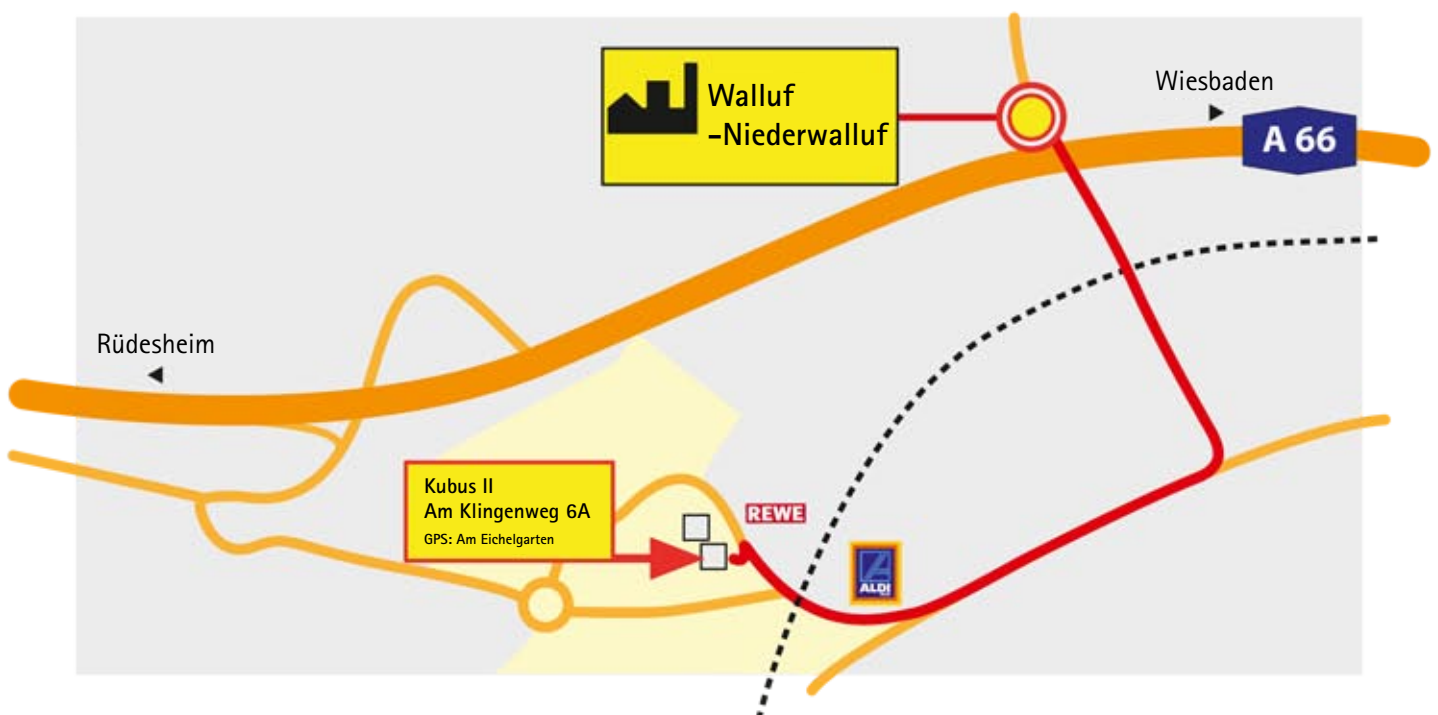 Walluf
-Niederwalluf
Wiesbaden
A 66
Rüdesheim
Kubus II
Am Klingenweg 6A
GPS: Am Eichelgarten
REWE
ALDI